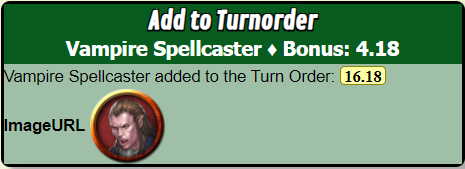 Add to Turnorder
Vampire Spellcaster ♦ Bonus: 4.18
Vampire Spellcaster added to the Turn Order: 16.18
ImageURL